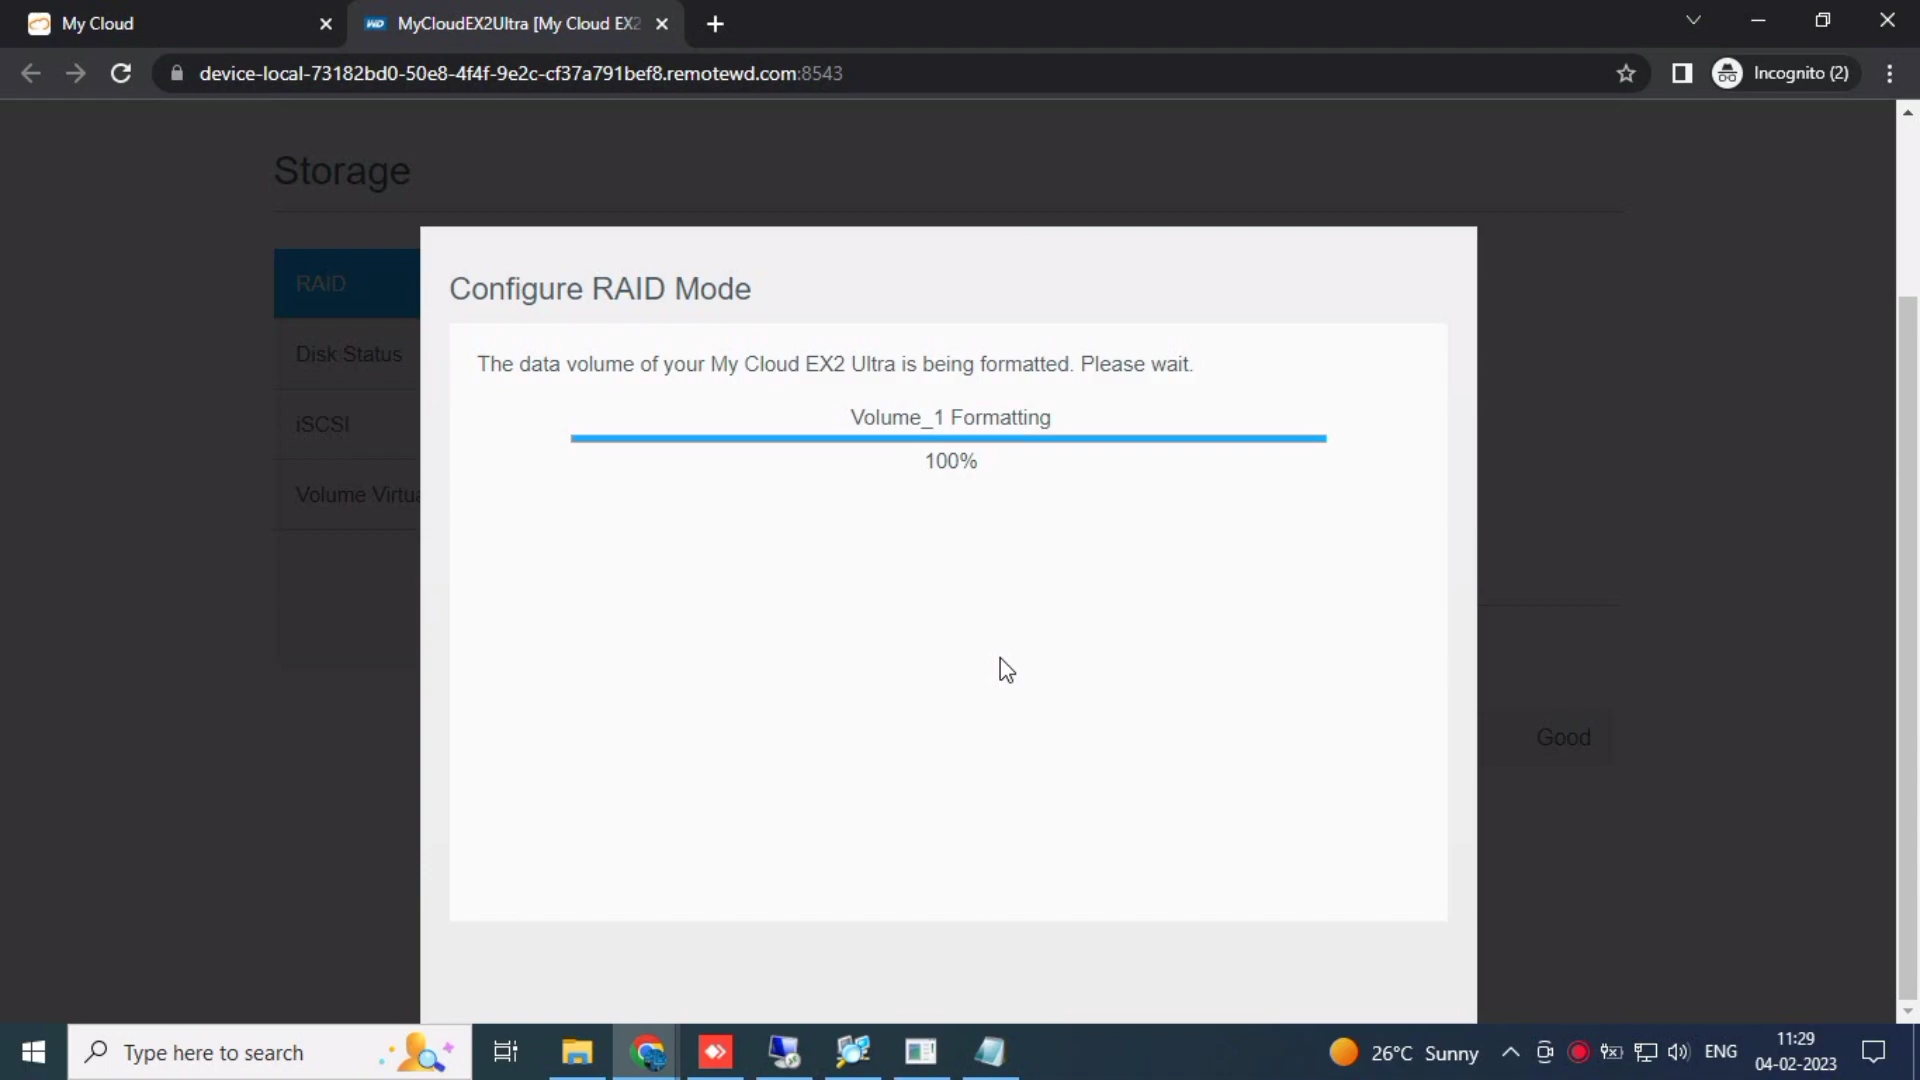 My Cloud
WD MyCloudEX2Ultra [My Cloud EX2
device-local-73182bd0-50e8-4f4f-9e2c-cf37a791bef8.remotewd.com:8543
Incognito (2)
Storage
RAID
Disk Status
iSCSI
Volume Virtua
Configure RAID Mode
The data volume of your My Cloud EX2 Ultra is being formatted. Please wait.
Volume_1 Formatting
100%
Good
Type here to search
26°C Sunny
ENG
11:29
04-02-2023